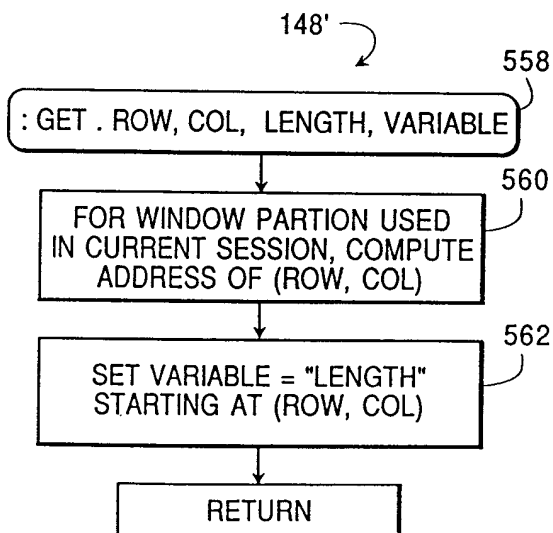 148'
558
: GET . ROW, COL, LENGTH, VARIABLE
560
FOR WINDOW PARTION USED
IN CURRENT SESSION, COMPUTE
ADDRESS OF (ROW, COL)
562
SET VARIABLE = "LENGTH"
STARTING AT (ROW, COL)
RETURN